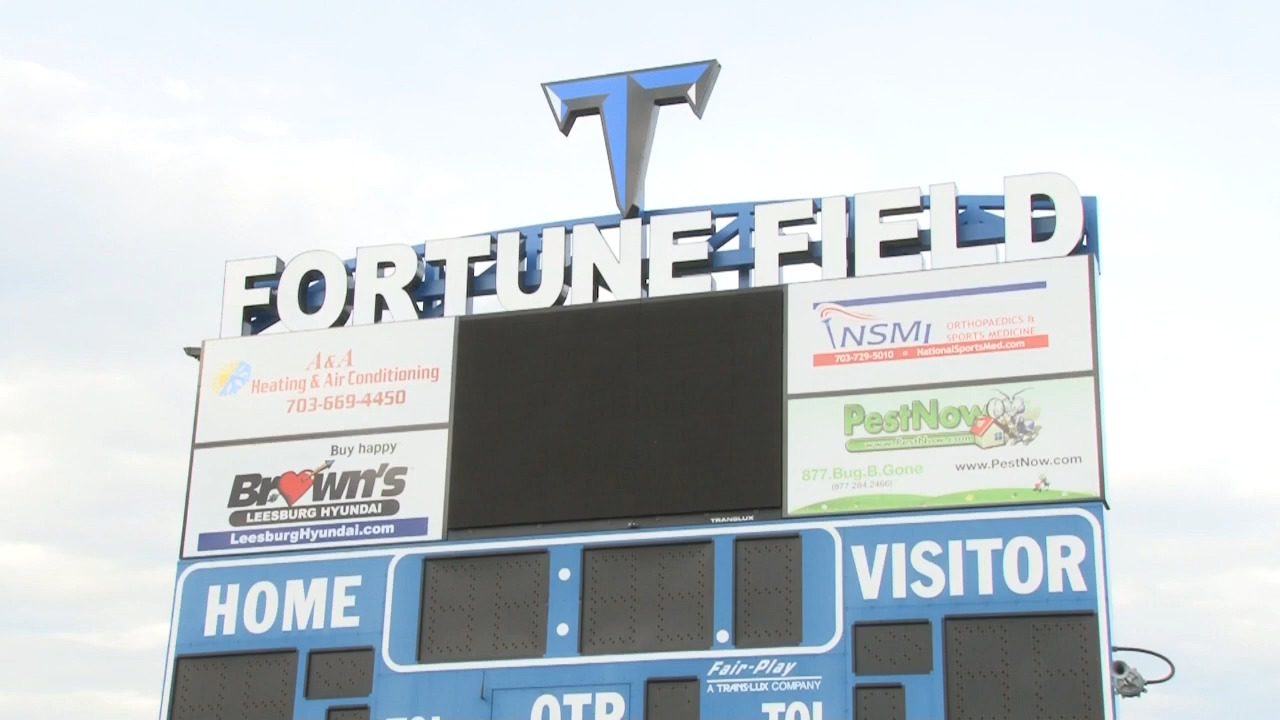 T
FORTUNE FIELD
A&A
Heating & Air Conditioning
703-669-4450
Buy happy
Brown's
LEESBURG HYUNDAI
LeesburgHyundai.com
TRANSLUX
NSMI
ORTHOPAEDICS &
SPORTS MEDICINE
703-729-5010 NationalSportsMed.com
PestNow
www.PestNow.com
877.Bug.B.Gone
(877.284.2466)
www.PestNow.com
HOME
VISITOR
Fair-Play
A TRANS-LUX COMPANY
TOL
QTR
TOL